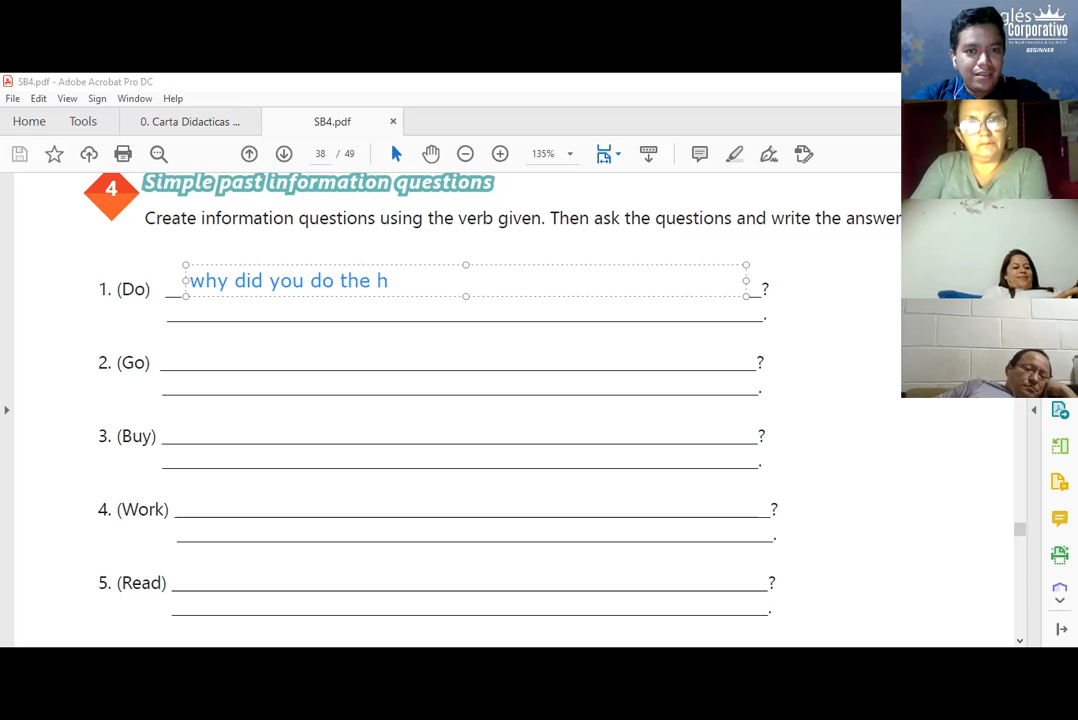 glés
Corporativo
BEGINNER
SB4.pdf - Adobe Acrobat Pro DC
File Edit View Sign Window Help
Home Tools 0. Carta Didacticas ... SB4.pdf ×
38 / 49 135%
4 Simple past information questions
Create information questions using the verb given. Then ask the questions and write the answer
1. (Do) why did you do the h ?
.
2. (Go) ?
.
3. (Buy) ?
.
4. (Work) ?
.
5. (Read) ?
.